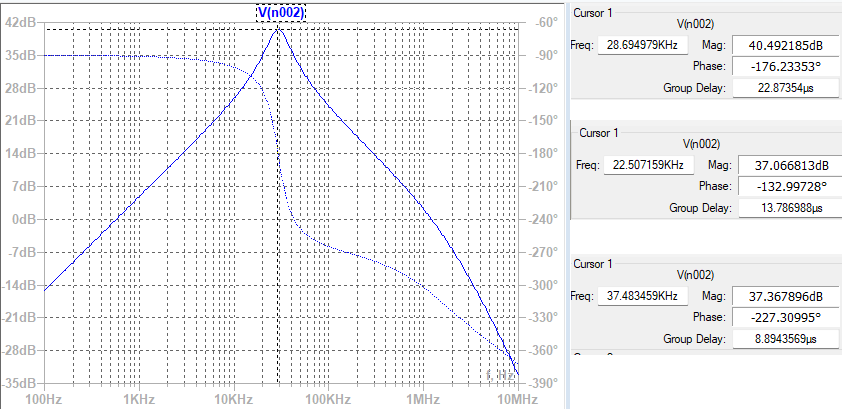 V(n002)
42dB
35dB
28dB
21dB
14dB
7dB
0dB
-7dB
-14dB
-21dB
-28dB
-35dB
-60°
-90°
-120°
-150°
-180°
-210°
-240°
-270°
-300°
-330°
-360°
-390°
f, Hz
100Hz 1KHz 10KHz 100KHz 1MHz 10MHz
Cursor 1
V(n002)
Freq: 28.694979KHz Mag: 40.492185dB
Phase: -176.23353°
Group Delay: 22.87354µs
Cursor 1
V(n002)
Freq: 22.507159KHz Mag: 37.066813dB
Phase: -132.99728°
Group Delay: 13.786988µs
Cursor 1
V(n002)
Freq: 37.483459KHz Mag: 37.367896dB
Phase: -227.30995°
Group Delay: 8.8943569µs